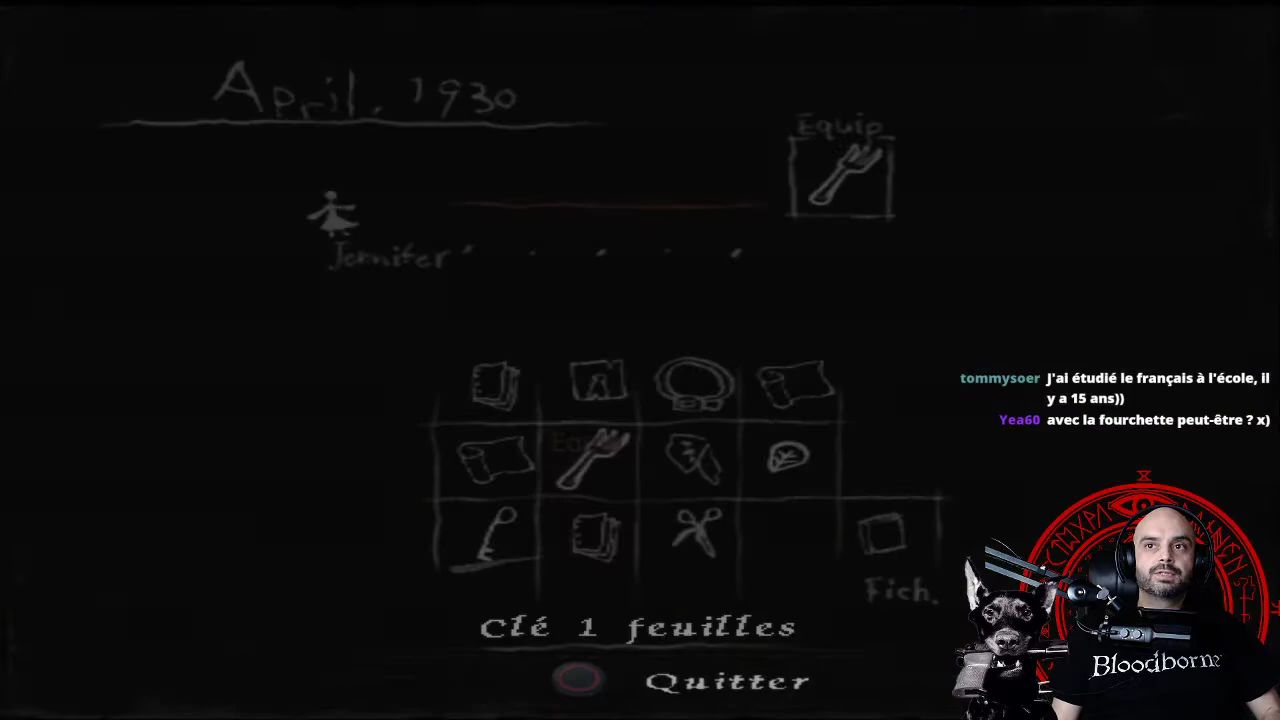 April. 1930
Equip
Jennifer
tommysoer J'ai étudié le français à l'école, il
y a 15 ans))
Yea60 avec la fourchette peut-être ? x)
Fich.
Clé 1 feuilles
Quitter
Bloodborne